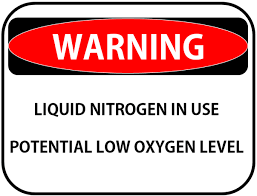 WARNING
LIQUID NITROGEN IN USE
POTENTIAL LOW OXYGEN LEVEL